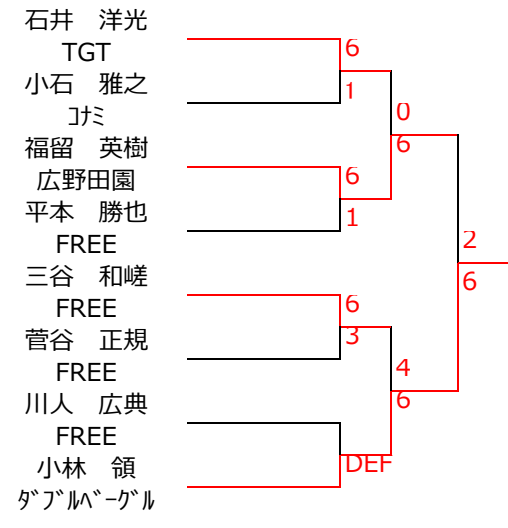 石井　洋光
TGT
6
小石　雅之
1
ｺﾅﾐ
0
福留　英樹
6
広野田園
6
平本　勝也
1
FREE
2
三谷　和嵯
6
FREE
6
菅谷　正規
3
FREE
4
川人　広典
6
FREE
小林　領
DEF
ﾀﾞﾌﾞﾙﾍﾞｰｸﾞﾙ